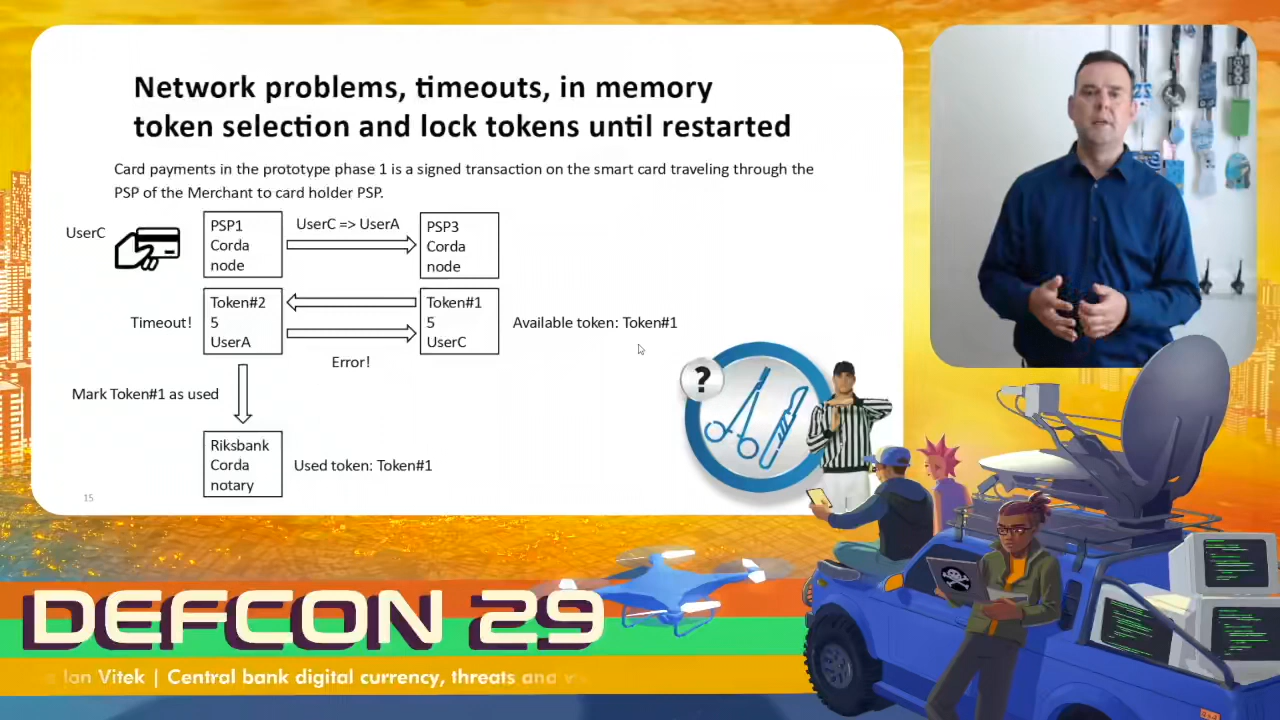 Network problems, timeouts, in memory
token selection and lock tokens until restarted
Card payments in the prototype phase 1 is a signed transaction on the smart card traveling through the
PSP of the Merchant to card holder PSP.
UserC
PSP1
Corda
node
UserC => UserA
PSP3
Corda
node
Timeout!
Token#2
5
UserA
Error!
Token#1
5
UserC
Available token: Token#1
Mark Token#1 as used
Riksbank
Corda
notary
Used token: Token#1
?
15
DEFCON 29
Ian Vitek | Central bank digital currency, threats and